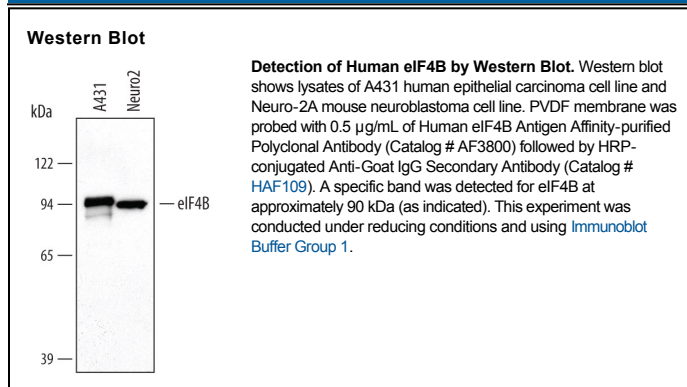 Western Blot
A431
Neuro2
kDa
122
94
eIF4B
65
39
Detection of Human eIF4B by Western Blot. Western blot
shows lysates of A431 human epithelial carcinoma cell line and
Neuro-2A mouse neuroblastoma cell line. PVDF membrane was
probed with 0.5 µg/mL of Human eIF4B Antigen Affinity-purified
Polyclonal Antibody (Catalog # AF3800) followed by HRP-
conjugated Anti-Goat IgG Secondary Antibody (Catalog #
HAF109). A specific band was detected for eIF4B at
approximately 90 kDa (as indicated). This experiment was
conducted under reducing conditions and using Immunoblot
Buffer Group 1.